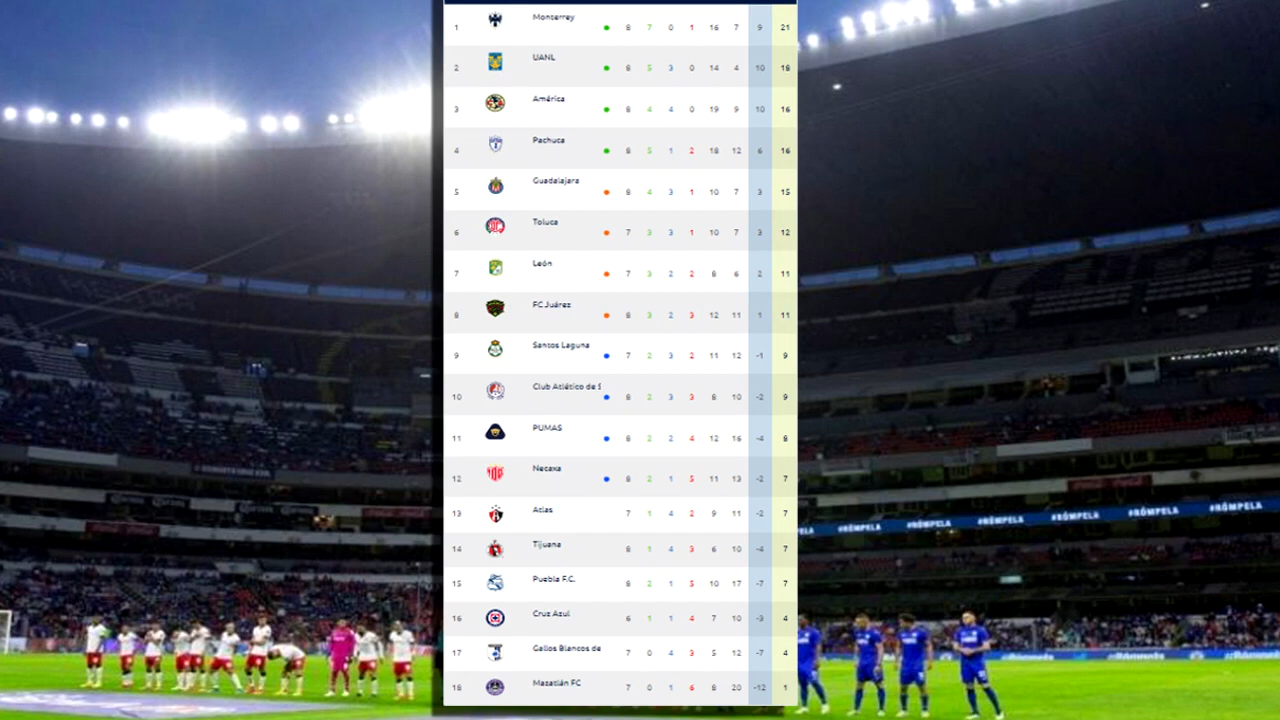 1 Monterrey 8 7 0 1 16 7 9 21
2 UANL 8 5 3 0 14 4 10 18
3 América 8 4 4 0 19 9 10 16
4 Pachuca 8 5 1 2 18 12 6 16
5 Guadalajara 8 4 3 1 10 7 3 15
6 Toluca 7 3 3 1 10 7 3 12
7 León 7 3 2 2 8 6 2 11
8 FC Juárez 8 3 2 3 12 11 1 11
9 Santos Laguna 7 2 3 2 11 12 -1 9
10 Club Atlético de S 8 2 3 3 8 10 -2 9
11 PUMAS 8 2 2 4 12 16 -4 8
12 Necaxa 8 2 1 5 11 13 -2 7
13 Atlas 7 1 4 2 9 11 -2 7
14 Tijuana 8 1 4 3 6 10 -4 7
15 Puebla F.C. 8 2 1 5 10 17 -7 7
16 Cruz Azul 6 1 1 4 7 10 -3 4
17 Gallos Blancos de 7 0 4 3 5 12 -7 4
18 Mazatlán FC 7 0 1 6 8 20 -12 1
ELA #RÓMPELA #RÓMPELA #RÓMPELA #RÓMPELA #RÓMPELA #RÓMPELA